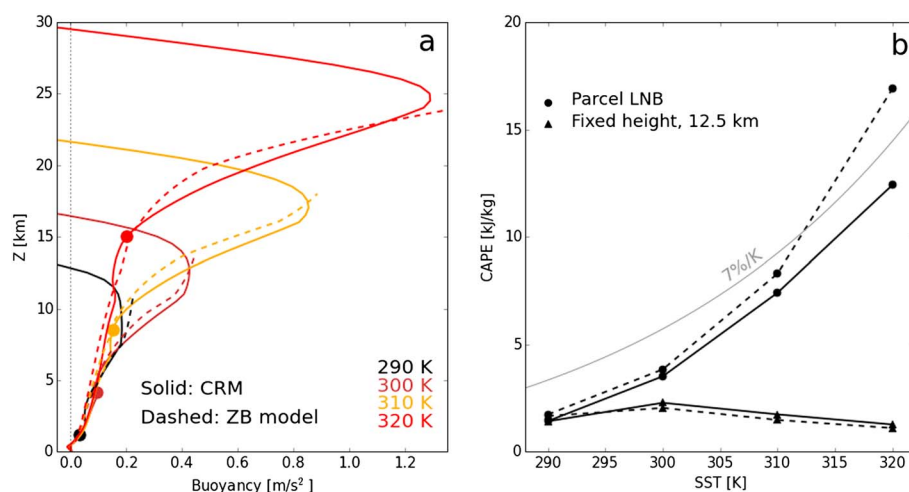 a
30
25
20
15
10
5
0
Z [km]
Solid: CRM
Dashed: ZB model
290 K
300 K
310 K
320 K
0.0 0.2 0.4 0.6 0.8 1.0 1.2
Buoyancy [m/s² ]
b
20
15
10
5
0
CAPE [kJ/kg]
Parcel LNB
Fixed height, 12.5 km
7%/K
290 295 300 305 310 315 320
SST [K]